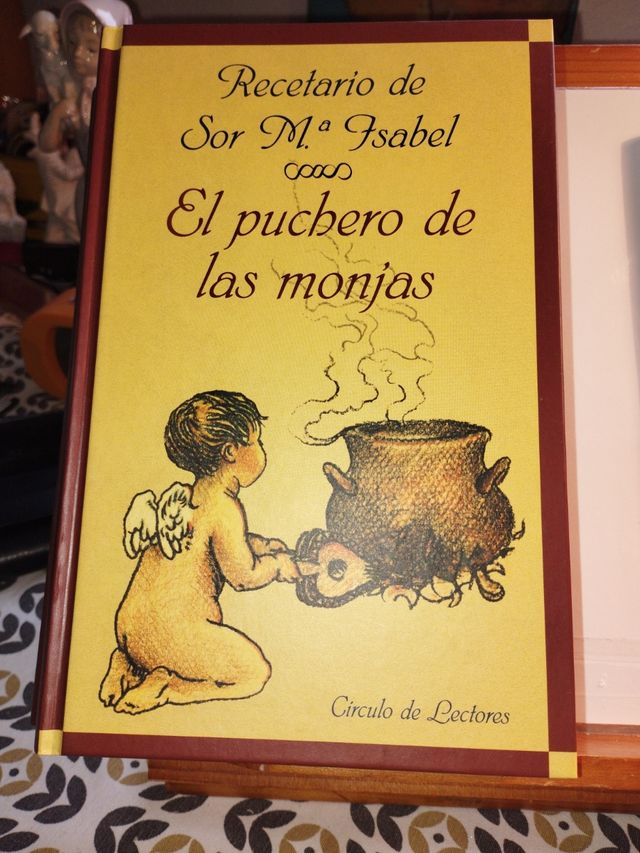 Recetario de
Sor M.ª Isabel
El puchero de
las monjas
Círculo de Lectores